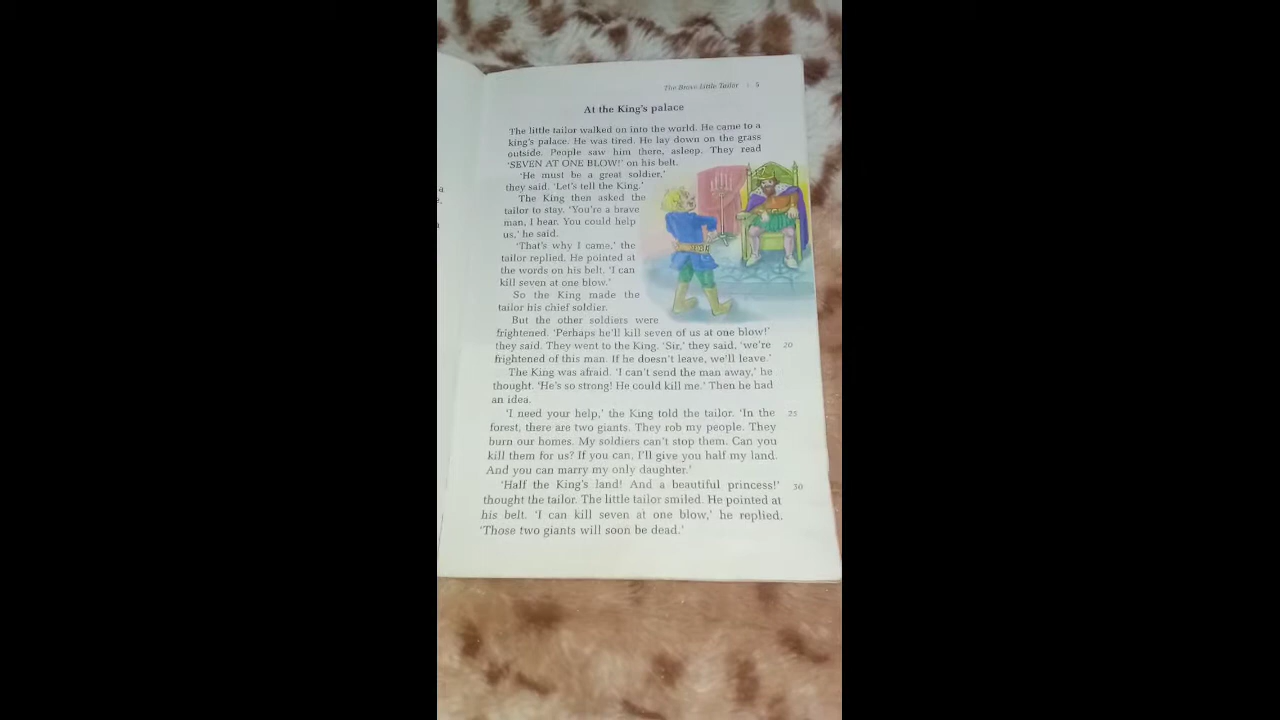 The Brave Little Tailor 5
At the King's palace
The little tailor walked on into the world. He came to a
king's palace. He was tired. He lay down on the grass
outside. People saw him there, asleep. They read
'SEVEN AT ONE BLOW!' on his belt.
'He must be a great soldier,'
they said. 'Let's tell the King.'
The King then asked the
tailor to stay. 'You're a brave
man, I hear. You could help
us,' he said.
'That's why I came,' the
tailor replied. He pointed at
the words on his belt. 'I can
kill seven at one blow.'
So the King made the
tailor his chief soldier.
But the other soldiers were
frightened. 'Perhaps he'll kill seven of us at one blow!'
they said. They went to the King. 'Sir,' they said, 'we're 20
frightened of this man. If he doesn't leave, we'll leave.'
The King was afraid. 'I can't send the man away,' he
thought. 'He's so strong! He could kill me.' Then he had
an idea.
'I need your help,' the King told the tailor. 'In the 25
forest, there are two giants. They rob my people. They
burn our homes. My soldiers can't stop them. Can you
kill them for us? If you can, I'll give you half my land.
And you can marry my only daughter.'
'Half the King's land! And a beautiful princess!' 30
thought the tailor. The little tailor smiled. He pointed at
his belt. 'I can kill seven at one blow,' he replied.
'Those two giants will soon be dead.'